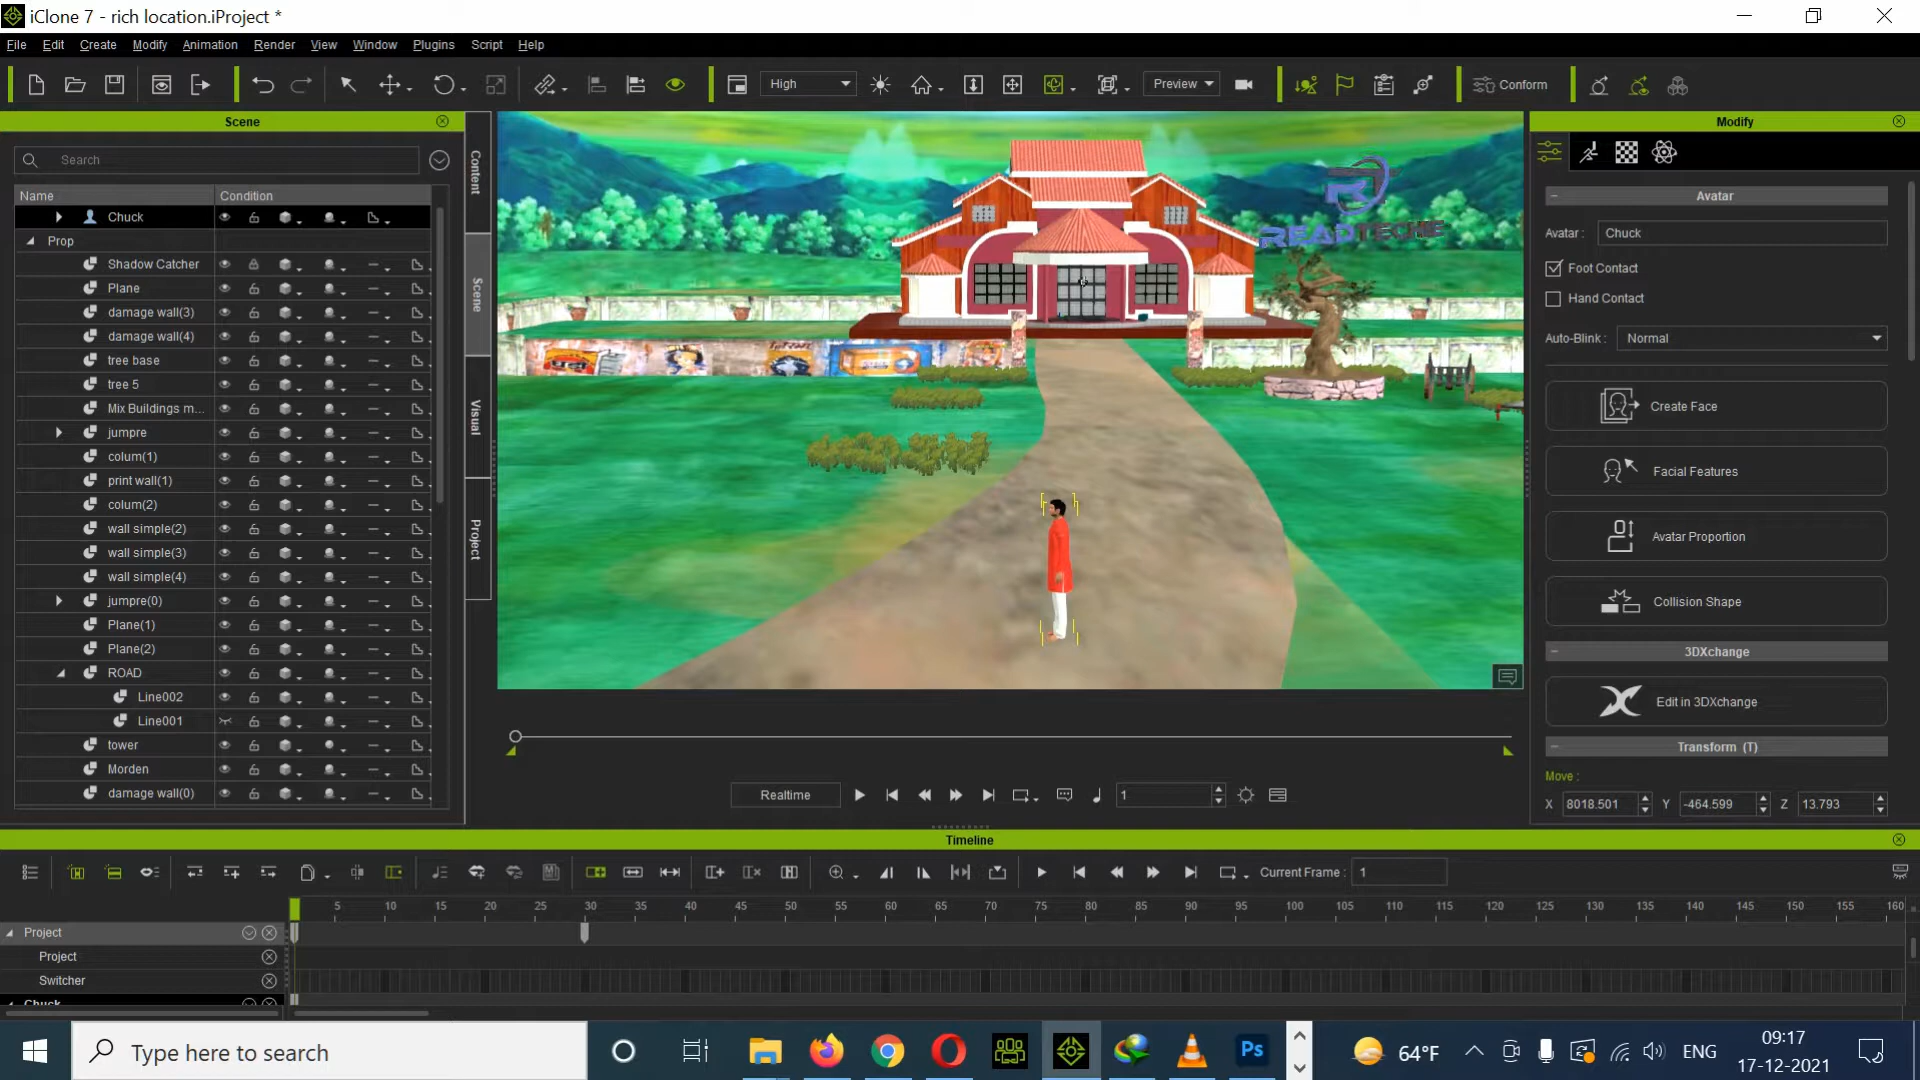 iClone 7 - rich location.iProject *
File Edit Create Modify Animation Render View Window Plugins Script Help
High Preview Conform
Scene
Search
Name Condition
Chuck
Prop
Shadow Catcher
Plane
damage wall(3)
damage wall(4)
tree base
tree 5
Mix Buildings m...
jumpre
colum(1)
print wall(1)
colum(2)
wall simple(2)
wall simple(3)
wall simple(4)
jumpre(0)
Plane(1)
Plane(2)
ROAD
Line002
Line001
tower
Morden
damage wall(0)
Content
Scene
Visual
Project
READTECHE
Realtime
1
Modify
Avatar
Avatar : Chuck
Foot Contact
Hand Contact
Auto-Blink : Normal
Create Face
Facial Features
Avatar Proportion
Collision Shape
3DXchange
Edit in 3DXchange
Transform (T)
Move :
X 8018.501 Y -464.599 Z 13.793
Timeline
Current Frame : 1
5 10 15 20 25 30 35 40 45 50 55 60 65 70 75 80 85 90 95 100 105 110 115 120 125 130 135 140 145 150 155 160
Project
Project
Switcher
Chuck
Type here to search
Ps
64°F
ENG
09:17
17-12-2021